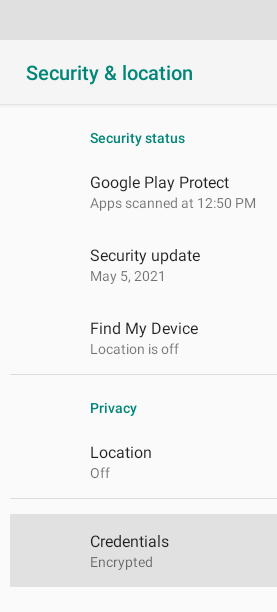 Security & location
Security status
Google Play Protect
Apps scanned at 12:50 PM
Security update
May 5, 2021
Find My Device
Location is off
Privacy
Location
Off
Credentials
Encrypted